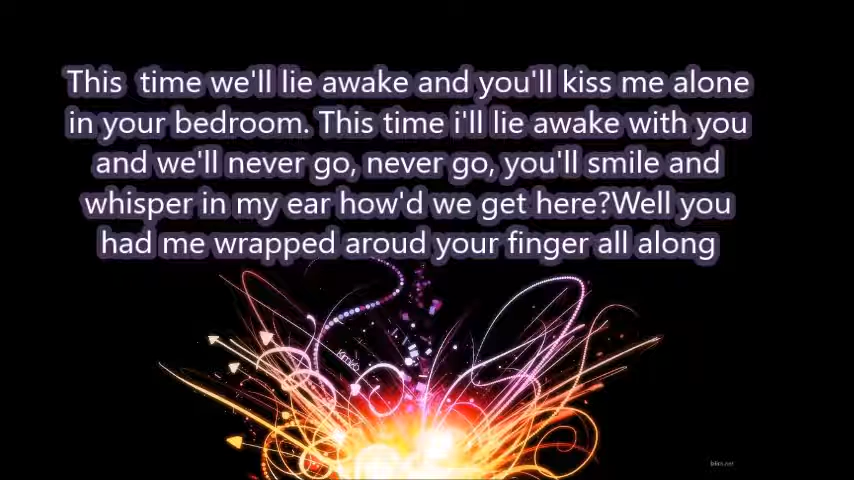 This  time we'll lie awake and you'll kiss me alone
in your bedroom. This time i'll lie awake with you
and we'll never go, never go, you'll smile and
whisper in my ear how'd we get here?Well you
had me wrapped aroud your finger all along